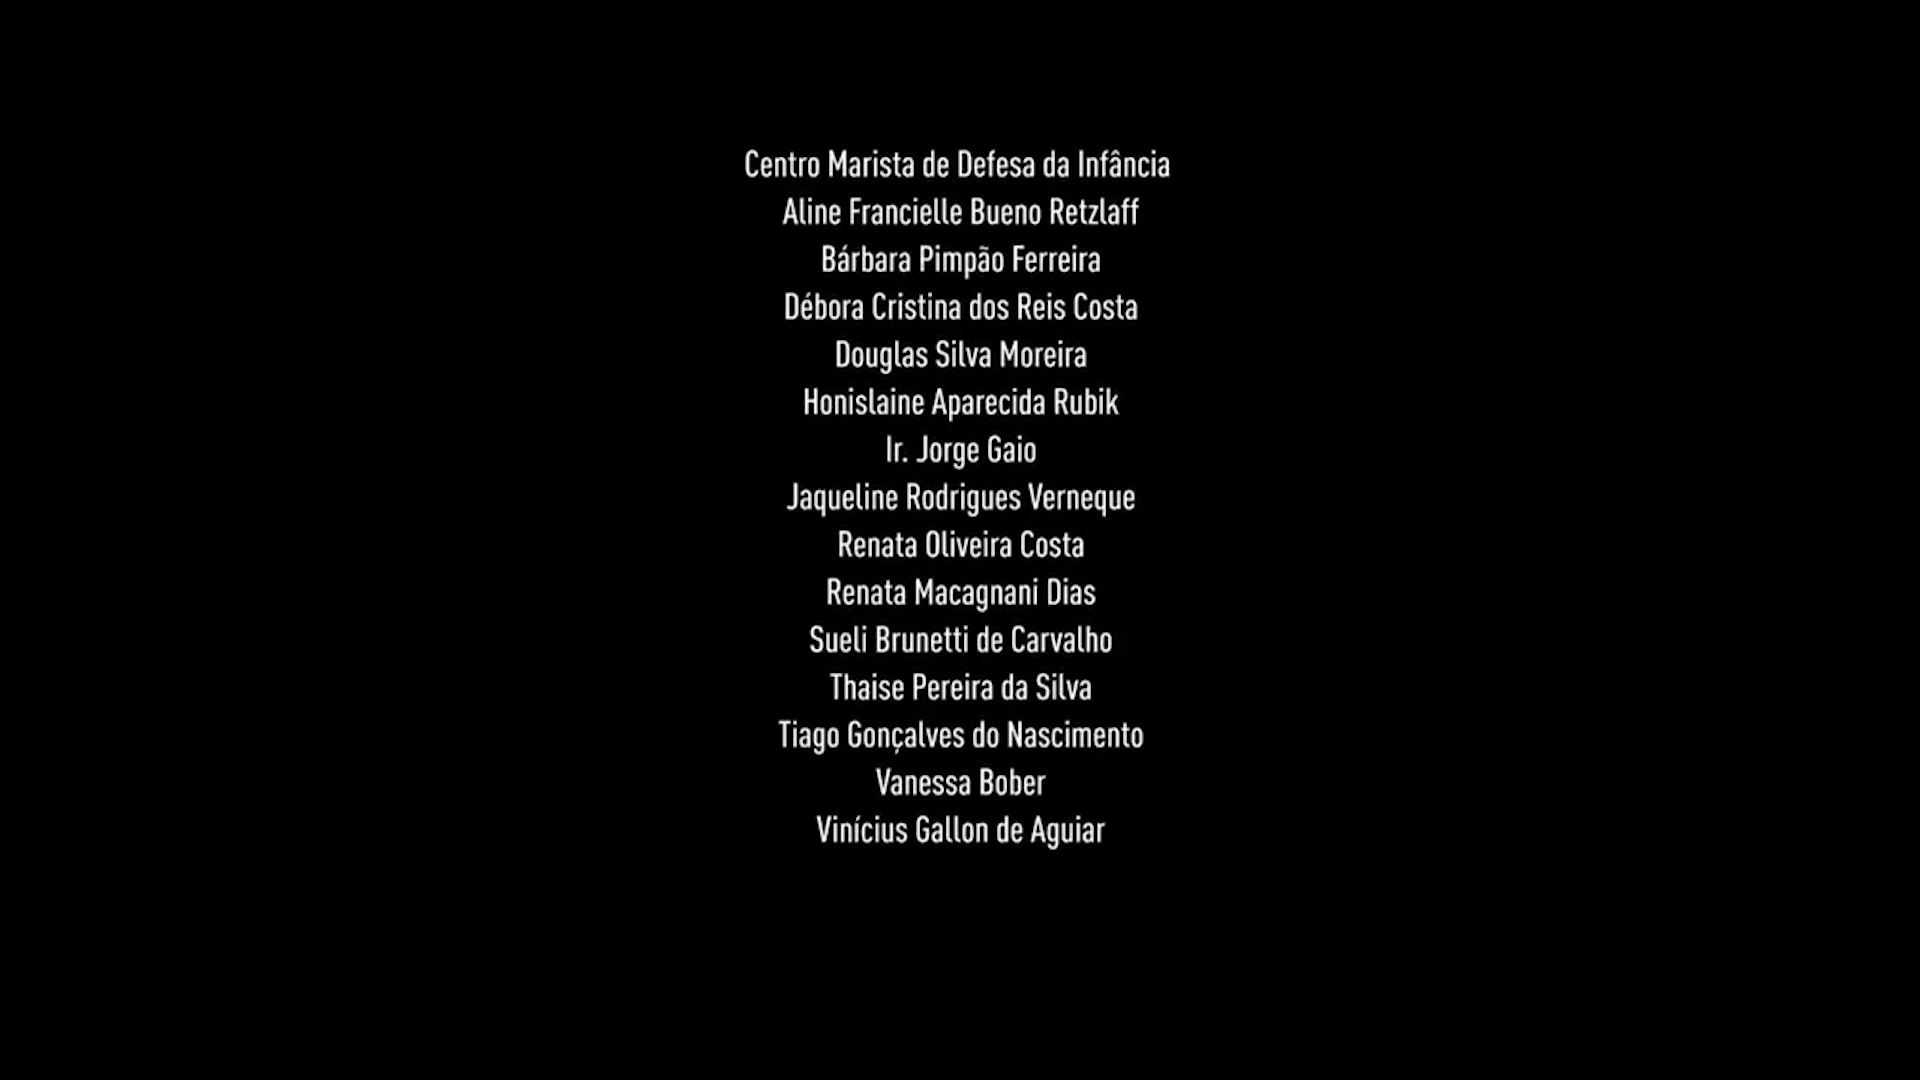 Centro Marista de Defesa da Infância
Aline Francielle Bueno Retzlaff
Bárbara Pimpão Ferreira
Débora Cristina dos Reis Costa
Douglas Silva Moreira
Honislaine Aparecida Rubik
Ir. Jorge Gaio
Jaqueline Rodrigues Verneque
Renata Oliveira Costa
Renata Macagnani Dias
Sueli Brunetti de Carvalho
Thaise Pereira da Silva
Tiago Gonçalves do Nascimento
Vanessa Bober
Vinícius Gallon de Aguiar